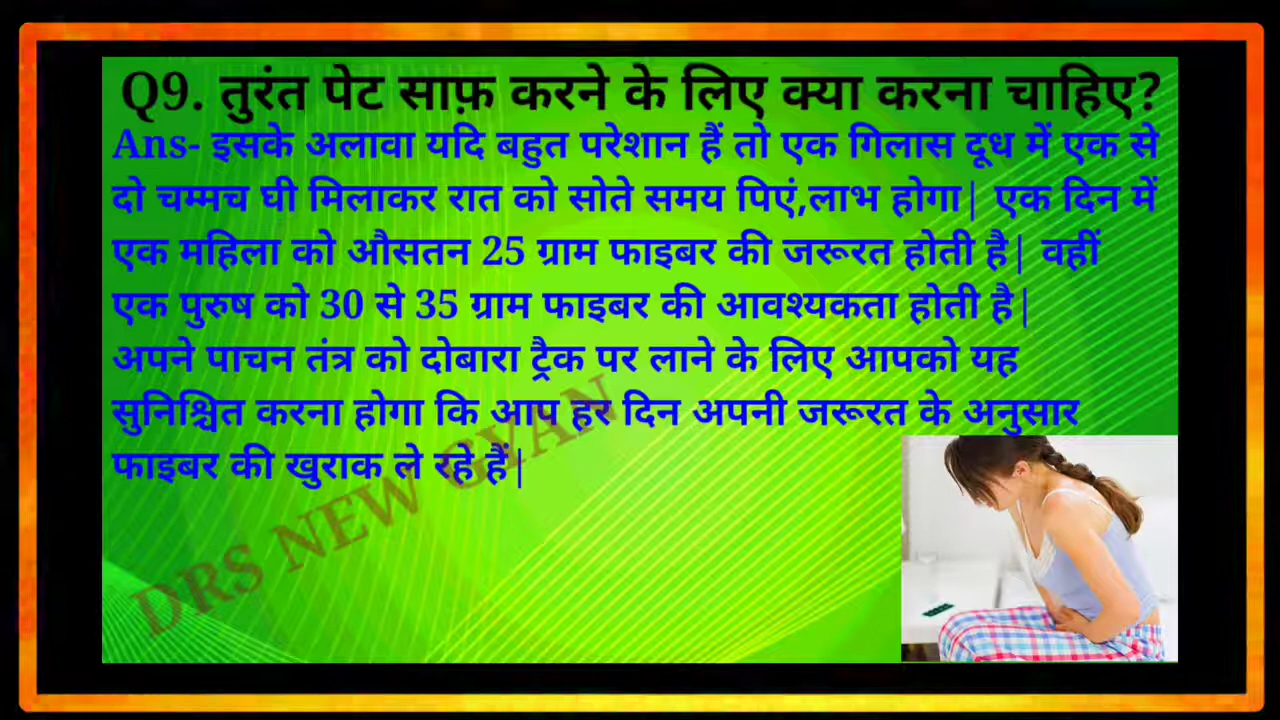 Q9. तुरंत पेट साफ़ करने के लिए क्या करना चाहिए?
Ans- इसके अलावा यदि बहुत परेशान हैं तो एक गिलास दूध में एक से
दो चम्मच घी मिलाकर रात को सोते समय पिएं,लाभ होगा| एक दिन में
एक महिला को औसतन 25 ग्राम फाइबर की जरूरत होती है| वहीं
एक पुरुष को 30 से 35 ग्राम फाइबर की आवश्यकता होती है|
अपने पाचन तंत्र को दोबारा ट्रैक पर लाने के लिए आपको यह
सुनिश्चित करना होगा कि आप हर दिन अपनी जरूरत के अनुसार
फाइबर की खुराक ले रहे हैं|
DRS NEW GYAN